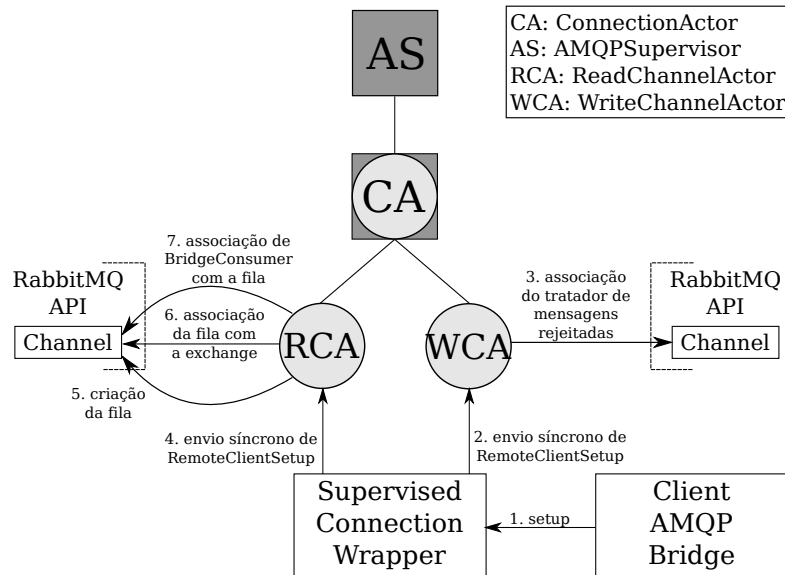 AS
CA: ConnectionActor
AS: AMQPSupervisor
RCA: ReadChannelActor
WCA: WriteChannelActor
CA
7. associação de
BridgeConsumer
com a fila
RabbitMQ
API
Channel
6. associação
da fila com
a exchange
5. criação
da fila
RCA
WCA
3. associação
do tratador de
mensagens
rejeitadas
RabbitMQ
API
Channel
4. envio síncrono de
RemoteClientSetup
2. envio síncrono de
RemoteClientSetup
Supervised
Connection
Wrapper
1. setup
Client
AMQP
Bridge